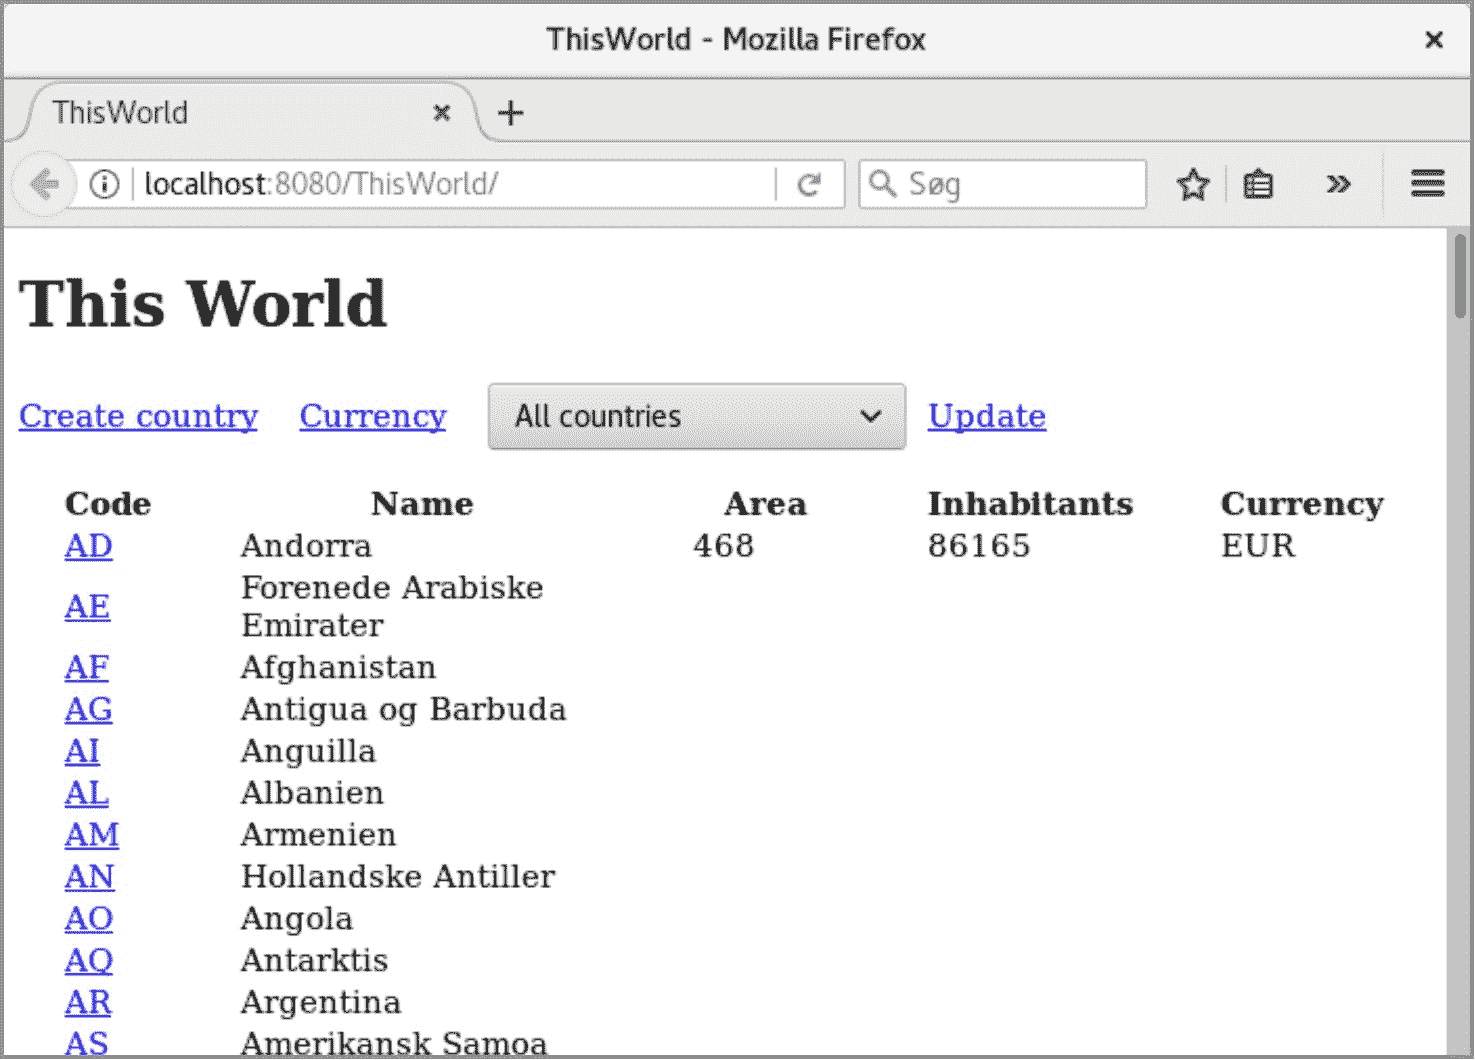 ThisWorld - Mozilla Firefox
ThisWorld
localhost:8080/ThisWorld/ Søg
This World
Create country Currency All countries Update
Code Name Area Inhabitants Currency
AD Andorra 468 86165 EUR
AE Forenede Arabiske
Emirater
AF Afghanistan
AG Antigua og Barbuda
AI Anguilla
AL Albanien
AM Armenien
AN Hollandske Antiller
AO Angola
AQ Antarktis
AR Argentina
AS Amerikansk Samoa